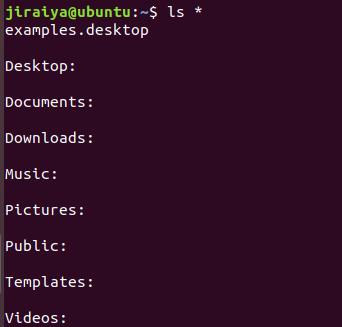 jiraiya@ubuntu:~$ ls *
examples.desktop
Desktop:
Documents:
Downloads:
Music:
Pictures:
Public:
Templates:
Videos: